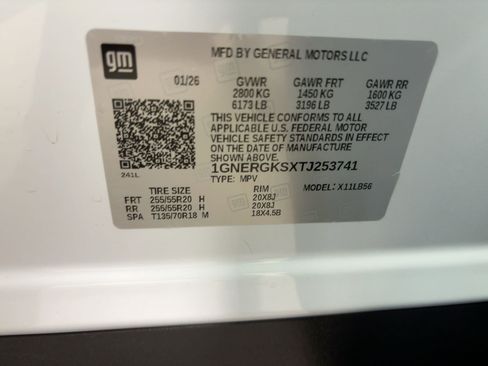 gm
MFD BY GENERAL MOTORS LLC
01/26 GVWR GAWR FRT GAWR RR
2800 KG 1450 KG 1600 KG
6173 LB 3196 LB 3527 LB
THIS VEHICLE CONFORMS TO ALL
APPLICABLE U.S. FEDERAL MOTOR
VEHICLE SAFETY STANDARDS IN EFFECT
ON THE DATE OF MANUFACTURE SHOWN ABOVE.
1GNERGKSXTJ253741
241L TYPE: MPV MODEL: X11LB56
TIRE SIZE RIM
FRT 255/55R20 H 20X8J
RR 255/55R20 H 20X8J
SPA T135/70R18 M 18X4.5B